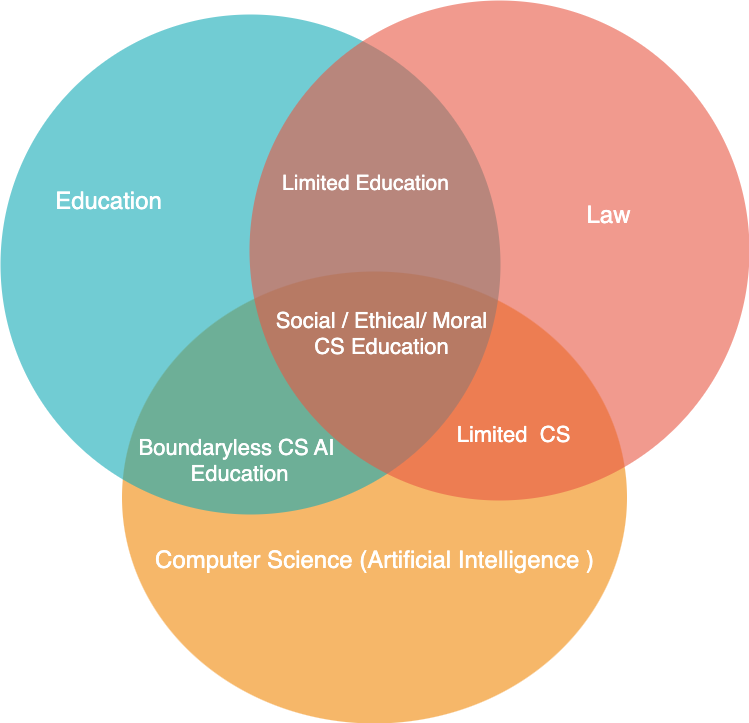 Limited Education
Education
Law
Social / Ethical/ Moral
CS Education
Limited  CS
Boundaryless CS AI
Education
Computer Science (Artificial Intelligence )